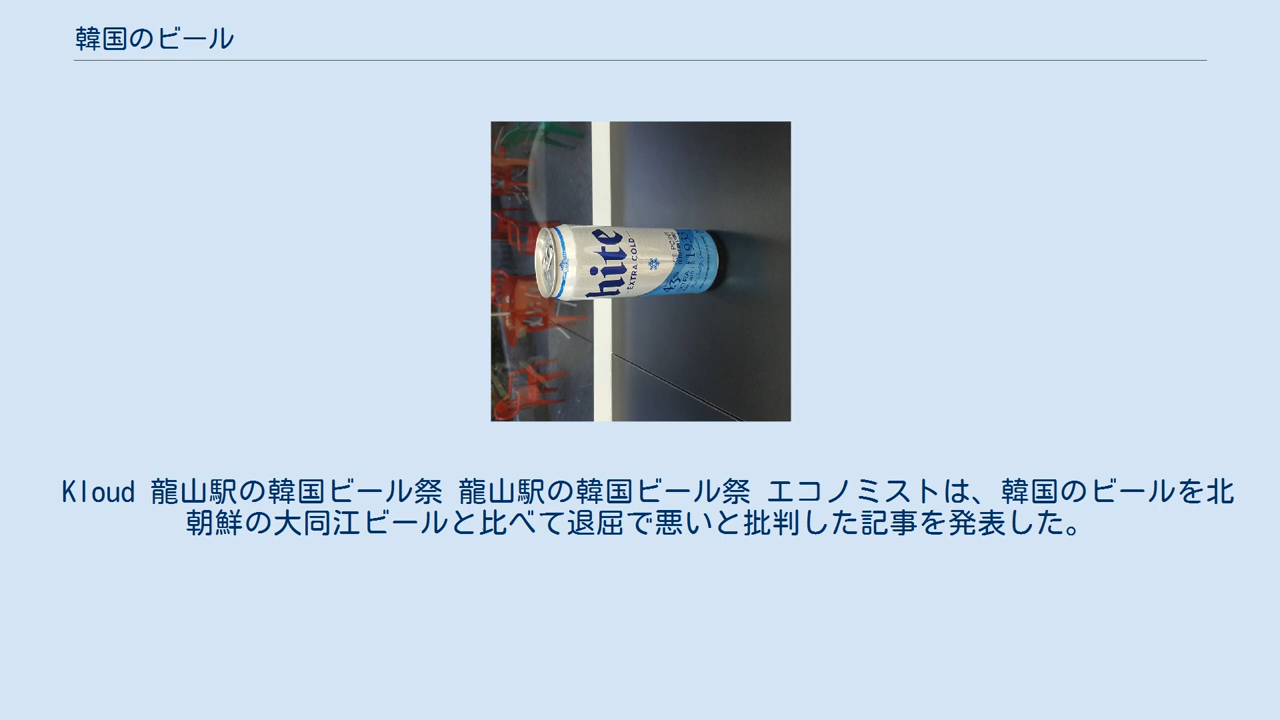 韓国のビール
hite
EXTRA COLD
Kloud 龍山駅の韓国ビール祭 龍山駅の韓国ビール祭 エコノミストは、韓国のビールを北
朝鮮の大同江ビールと比べて退屈で悪いと批判した記事を発表した。